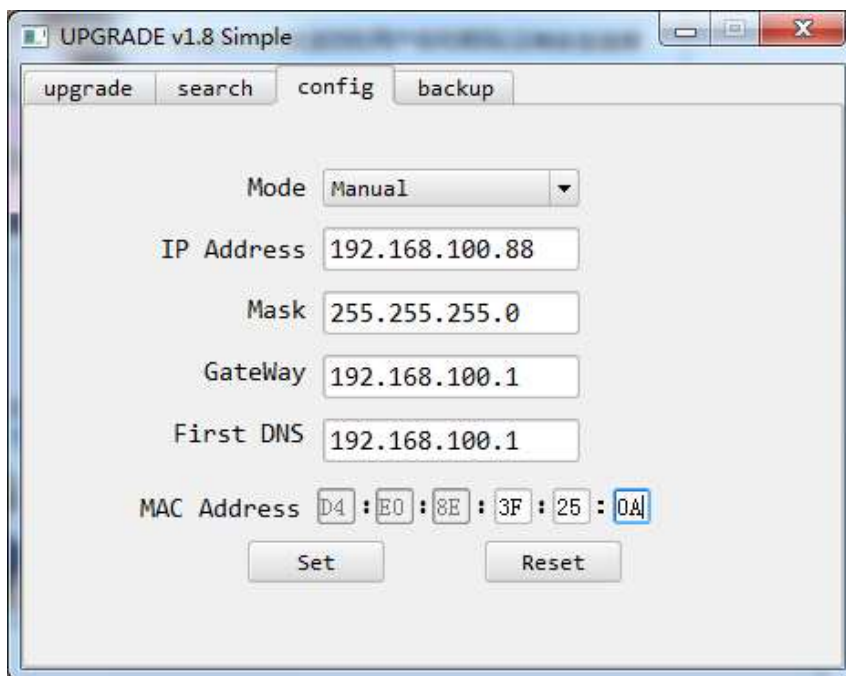 UPGRADE v1.8 Simple
upgrade search config backup
Mode Manual
IP Address 192.168.100.88
Mask 255.255.255.0
GateWay 192.168.100.1
First DNS 192.168.100.1
MAC Address D4 : E0 : 8E : 3F : 25 : 0A
Set Reset